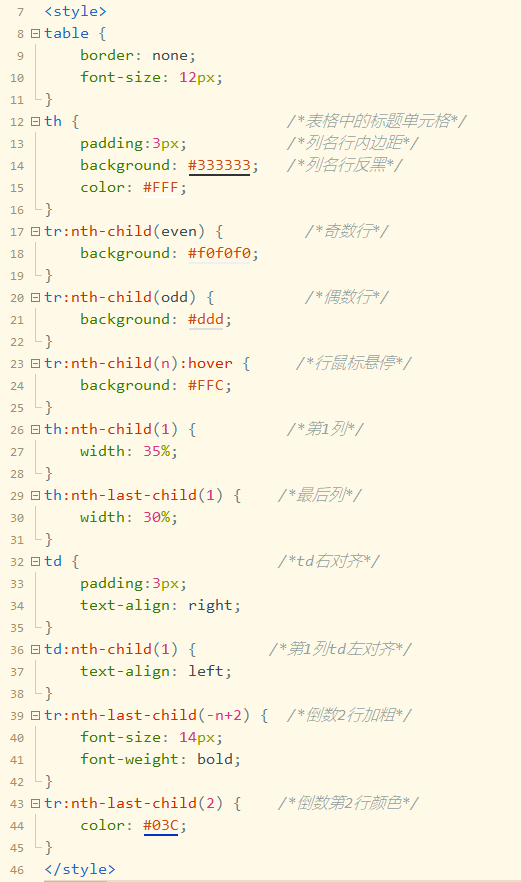 7 <style>
8 table {
9 border: none;
10 font-size: 12px;
11 }
12 th { /*表格中的标题单元格*/
13 padding:3px; /*列名行内边距*/
14 background: #333333; /*列名行反黑*/
15 color: #FFF;
16 }
17 tr:nth-child(even) { /*奇数行*/
18 background: #f0f0f0;
19 }
20 tr:nth-child(odd) { /*偶数行*/
21 background: #ddd;
22 }
23 tr:nth-child(n):hover { /*行鼠标悬停*/
24 background: #FFC;
25 }
26 th:nth-child(1) { /*第1列*/
27 width: 35%;
28 }
29 th:nth-last-child(1) { /*最后列*/
30 width: 30%;
31 }
32 td { /*td右对齐*/
33 padding:3px;
34 text-align: right;
35 }
36 td:nth-child(1) { /*第1列td左对齐*/
37 text-align: left;
38 }
39 tr:nth-last-child(-n+2) { /*倒数2行加粗*/
40 font-size: 14px;
41 font-weight: bold;
42 }
43 tr:nth-last-child(2) { /*倒数第2行颜色*/
44 color: #03C;
45 }
46 </style>